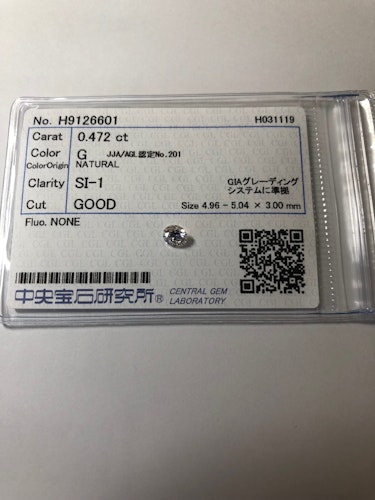 No. H9126601 H031119
Carat 0.472 ct
Color G JJA/AGL認定No.201
ColorOrigin NATURAL
Clarity SI-1 GIAグレーディング
システムに準拠
Cut GOOD Size 4.96 - 5.04 × 3.00 mm
Fluo. NONE
中央宝石研究所® CENTRAL GEM
LABORATORY